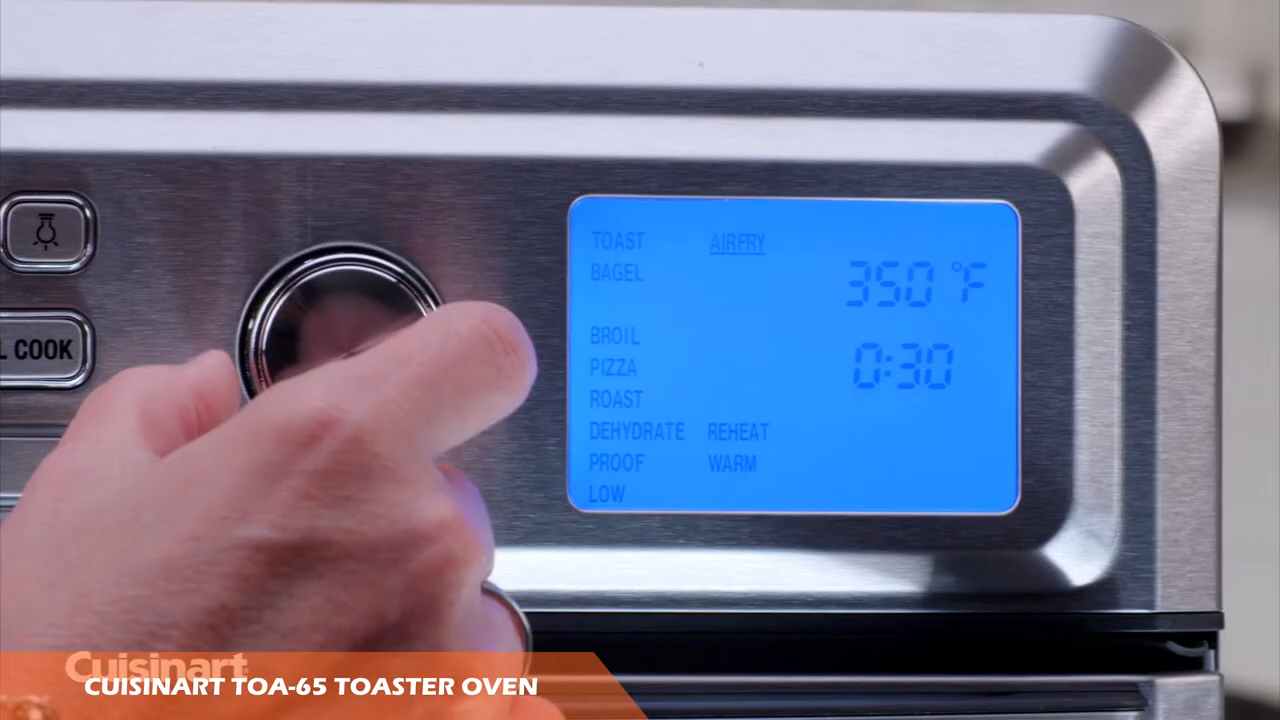 TOAST AIRFRY
BAGEL
350 °F
BROIL
0:30
PIZZA
ROAST
DEHYDRATE REHEAT
PROOF WARM
LOW
L COOK
Cuisinart
CUISINART TOA-65 TOASTER OVEN